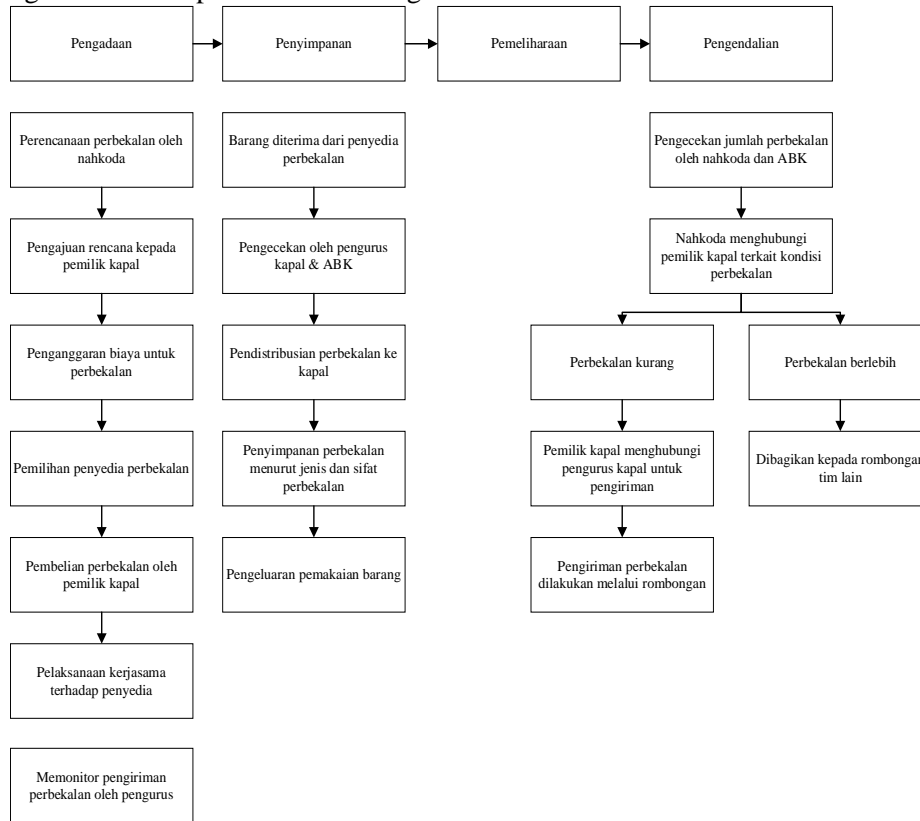 Pengadaan
Penyimpanan
Pemeliharaan
Pengendalian
Perencanaan perbekalan oleh
nahkoda
Pengajuan rencana kepada
pemilik kapal
Penganggaran biaya untuk
perbekalan
Pemilihan penyedia perbekalan
Pembelian perbekalan oleh
pemilik kapal
Pelaksanaan kerjasama
terhadap penyedia
Memonitor pengiriman
perbekalan oleh pengurus
Barang diterima dari penyedia
perbekalan
Pengecekan oleh pengurus
kapal & ABK
Pendistribusian perbekalan ke
kapal
Penyimpanan perbekalan
menurut jenis dan sifat
perbekalan
Pengeluaran pemakaian barang
Pengecekan jumlah perbekalan
oleh nahkoda dan ABK
Nahkoda menghubungi
pemilik kapal terkait kondisi
perbekalan
Perbekalan kurang
Pemilik kapal menghubungi
pengurus kapal untuk
pengiriman
Pengiriman perbekalan
dilakukan melalui rombongan
Perbekalan berlebih
Dibagikan kepada rombongan
tim lain